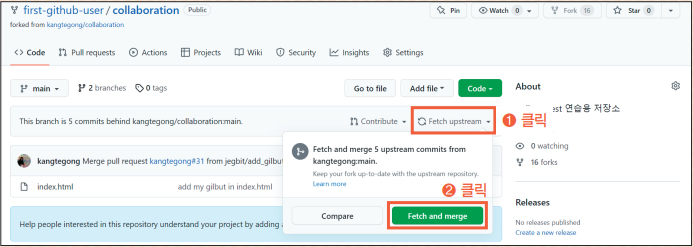 first-github-user / collaboration Public
Pin Watch 0 Fork 16 Star 0
forked from kangtegong/collaboration
Code Pull requests Actions Projects Wiki Security Insights Settings
main 2 branches 0 tags Go to file Add file Code
About
est 연습용 저장소
This branch is 5 commits behind kangtegong/collaboration:main. Contribute Fetch upstream
❶ 클릭
0 watching
16 forks
Fetch and merge 5 upstream commits from
kangtegong:main.
Keep your fork up-to-date with the upstream repository.
Learn more
kangtegong Merge pull request kangtegong#31 from jegbit/add_gilbut
index.html add my gilbut in index.html
❷ 클릭
Compare Fetch and merge
Help people interested in this repository understand your project by adding a
Releases
No releases published
Create a new release